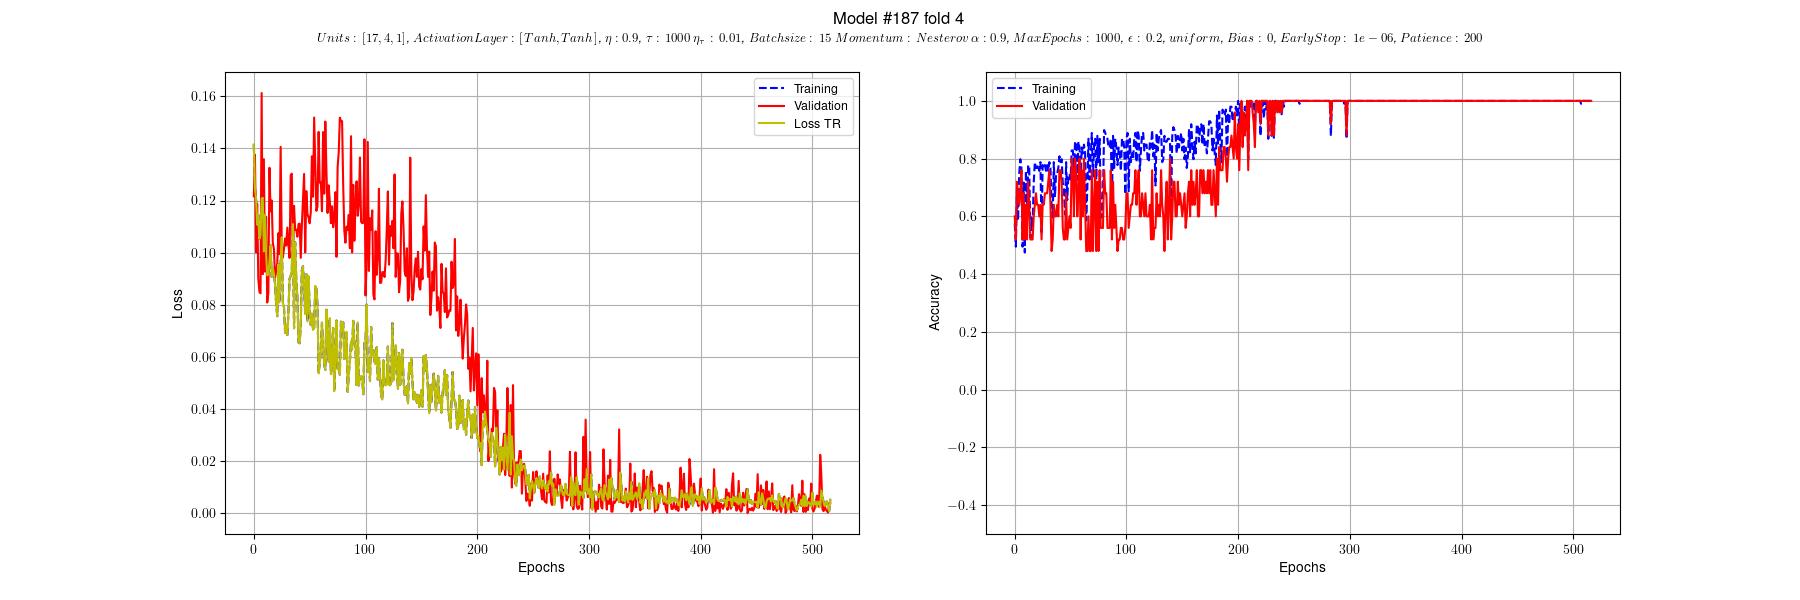 Model #187 fold 4
Units : [17, 4, 1], ActivationLayer : [Tanh, Tanh], η : 0.9, τ : 1000 η_τ : 0.01, Batchsize : 15 Momentum : Nesterov α : 0.9, MaxEpochs : 1000, ϵ : 0.2, uniform, Bias : 0, EarlyStop : 1e − 06, Patience : 200
Training
Validation
Loss TR
0.16
0.14
0.12
0.10
0.08
0.06
0.04
0.02
0.00
Loss
0 100 200 300 400 500
Epochs
Training
Validation
1.0
0.8
0.6
0.4
0.2
0.0
−0.2
−0.4
Accuracy
0 100 200 300 400 500
Epochs